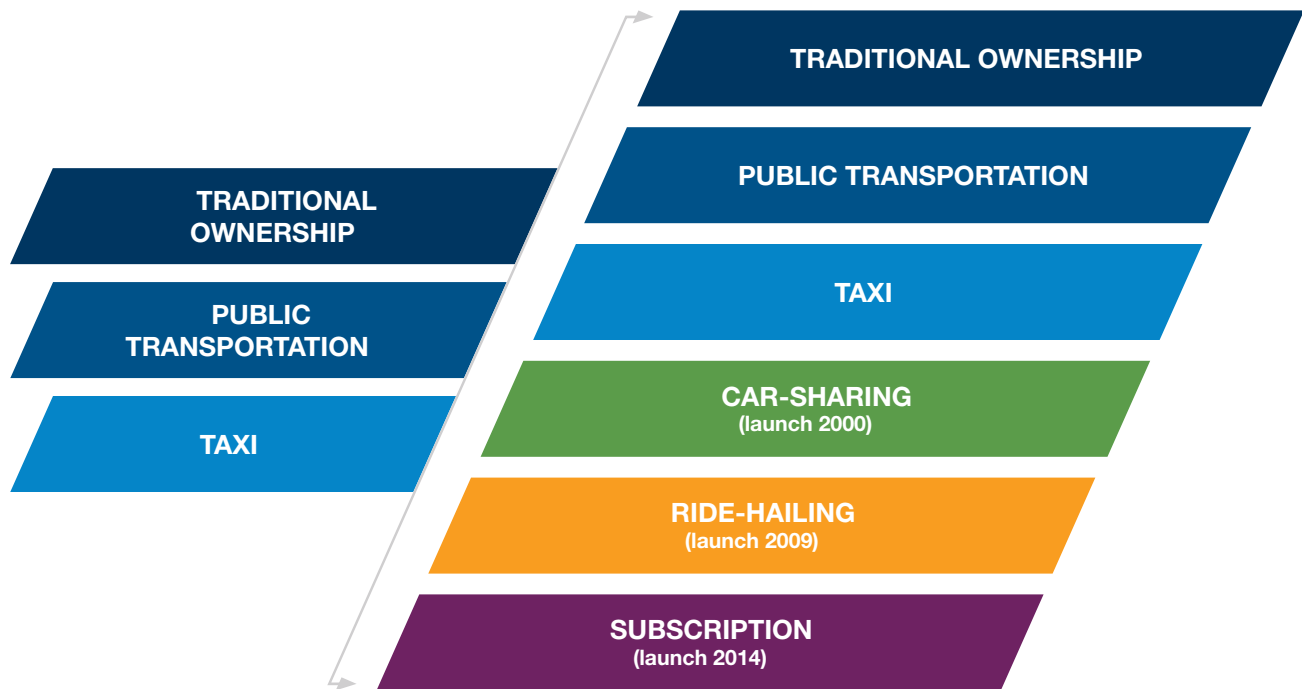 TRADITIONAL
OWNERSHIP
PUBLIC
TRANSPORTATION
TAXI
TRADITIONAL OWNERSHIP
PUBLIC TRANSPORTATION
TAXI
CAR-SHARING
(launch 2000)
RIDE-HAILING
(launch 2009)
SUBSCRIPTION
(launch 2014)